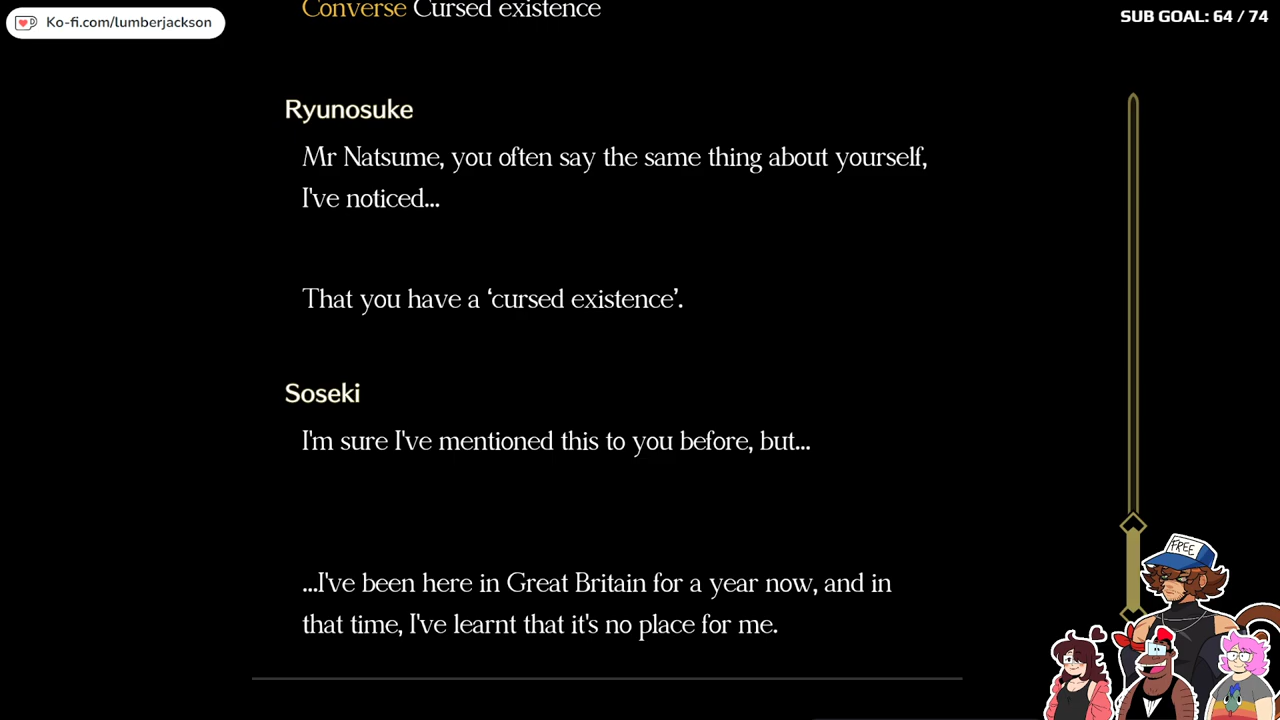 Ko-fi.com/lumberjackson
SUB GOAL: 64 / 74
Converse Cursed existence
Ryunosuke
Mr Natsume, you often say the same thing about yourself,
I've noticed...
That you have a ‘cursed existence’.
Soseki
I'm sure I've mentioned this to you before, but...
...I've been here in Great Britain for a year now, and in
that time, I've learnt that it's no place for me.
FREE